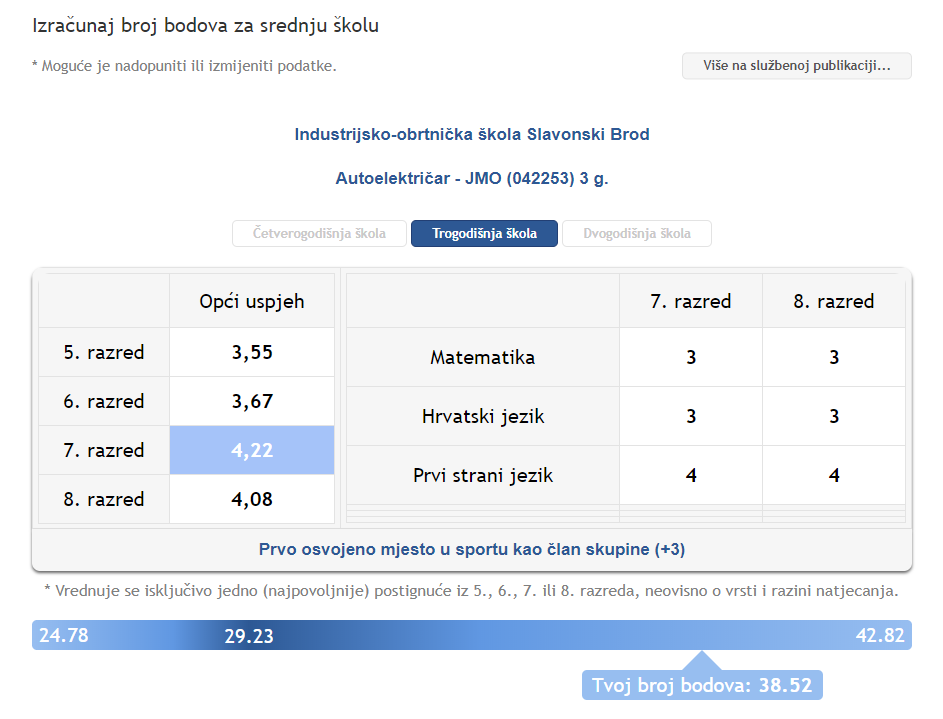 Izračunaj broj bodova za srednju školu
* Moguće je nadopuniti ili izmijeniti podatke.
Više na službenoj publikaciji...
Industrijsko-obrtnička škola Slavonski Brod
Autoelektričar - JMO (042253) 3 g.
Četverogodišnja škola Trogodišnja škola Dvogodišnja škola
Opći uspjeh
5. razred 3,55
6. razred 3,67
7. razred 4,22
8. razred 4,08
7. razred 8. razred
Matematika 3 3
Hrvatski jezik 3 3
Prvi strani jezik 4 4
Prvo osvojeno mjesto u sportu kao član skupine (+3)
* Vrednuje se isključivo jedno (najpovoljnije) postignuće iz 5., 6., 7. ili 8. razreda, neovisno o vrsti i razini natjecanja.
24.78 29.23 42.82
Tvoj broj bodova: 38.52